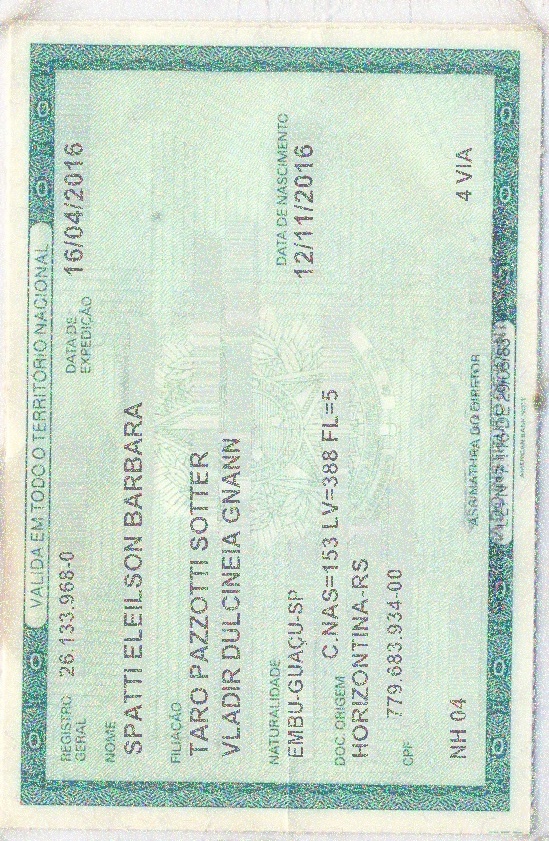 VÁLIDA EM TODO O TERRITÓRIO NACIONAL
REGISTRO GERAL 26.133.968-0 DATA DE EXPEDIÇÃO 16/04/2016
NOME
SPATTI ELEILSON BARBARA
FILIAÇÃO
TARO PAZZOTTI SOTTER
VLADIR DULCINEIA GNANN
NATURALIDADE DATA DE NASCIMENTO
EMBU-GUAÇU-SP 12/11/2016
DOC. ORIGEM C.NAS=153 LV=388 FL=5
HORIZONTINA-RS
CPF 779.683.934-00
NH 04 4 VIA
ASSINATURA DO DIRETOR
LEI Nº 7.116 DE 29/08/83